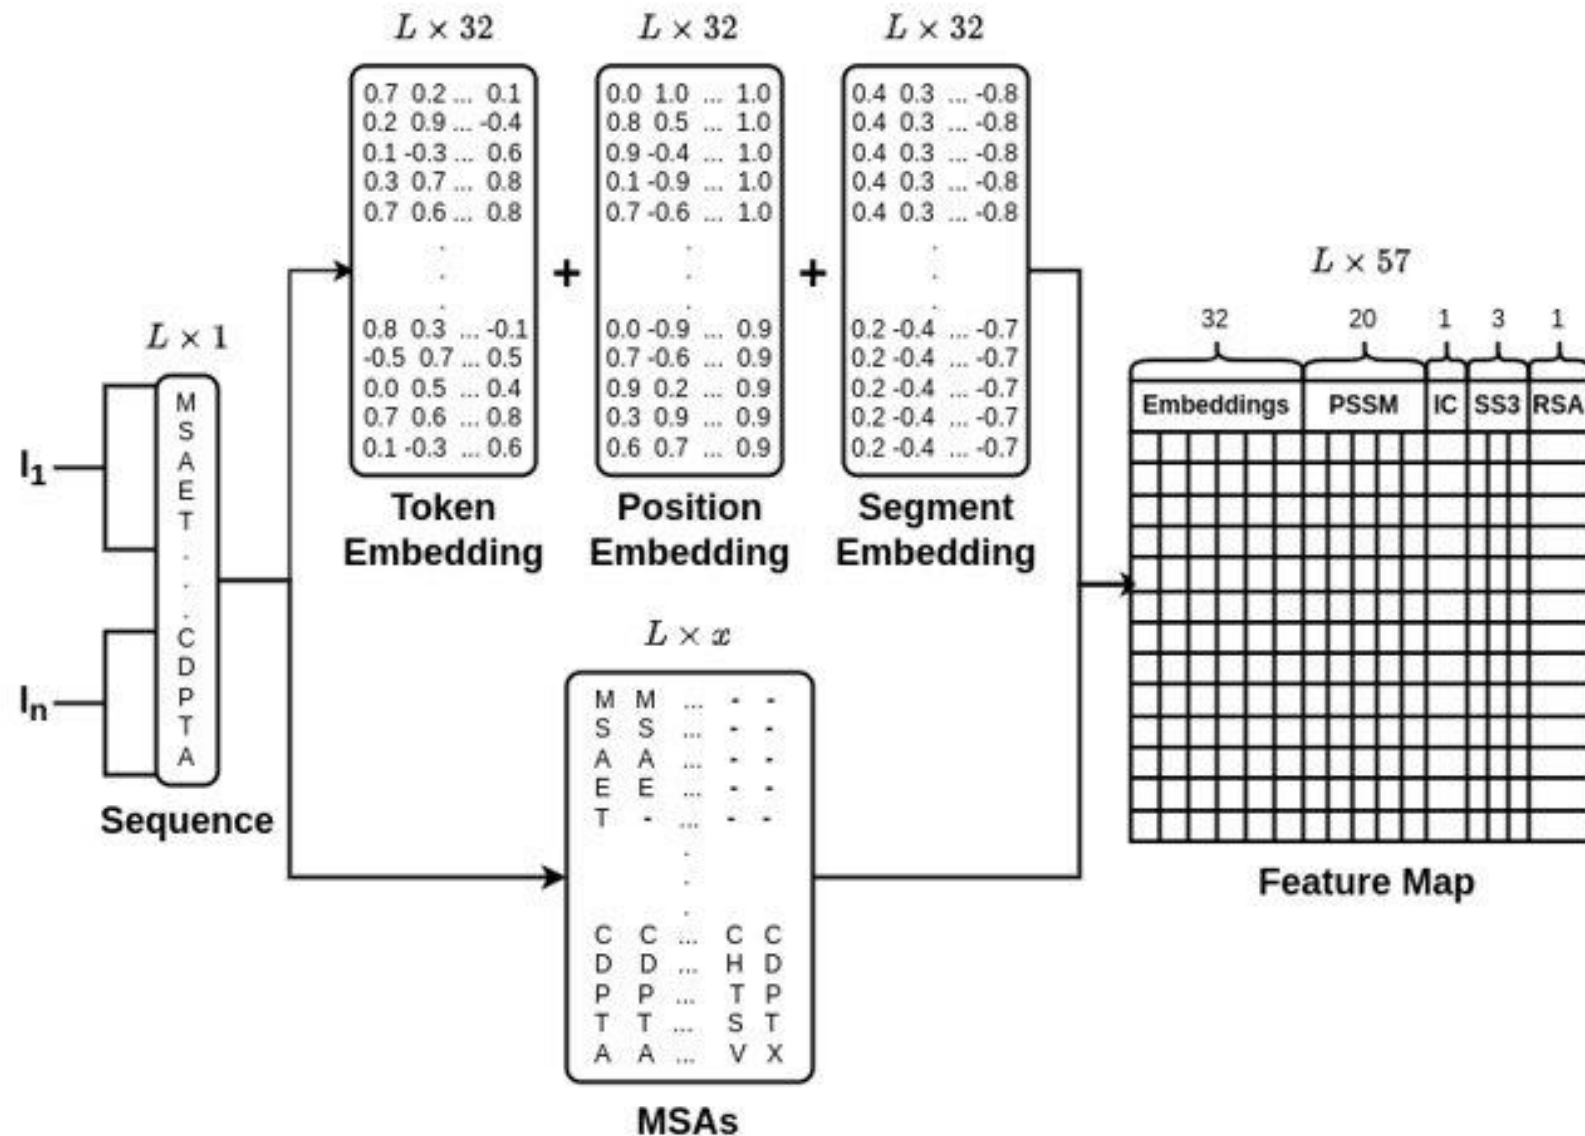 L × 32
L × 32
L × 32
0.7 0.2 ... 0.1
0.2 0.9 ... -0.4
0.1 -0.3 ... 0.6
0.3 0.7 ... 0.8
0.7 0.6 ... 0.8
.
.
.
0.8 0.3 ... -0.1
-0.5 0.7 ... 0.5
0.0 0.5 ... 0.4
0.7 0.6 ... 0.8
0.1 -0.3 ... 0.6
Token
Embedding
+
0.0 1.0 ... 1.0
0.8 0.5 ... 1.0
0.9 -0.4 ... 1.0
0.1 -0.9 ... 1.0
0.7 -0.6 ... 1.0
.
.
.
0.0 -0.9 ... 0.9
0.7 -0.6 ... 0.9
0.9 0.2 ... 0.9
0.3 0.9 ... 0.9
0.6 0.7 ... 0.9
Position
Embedding
+
0.4 0.3 ... -0.8
0.4 0.3 ... -0.8
0.4 0.3 ... -0.8
0.4 0.3 ... -0.8
0.4 0.3 ... -0.8
.
.
.
0.2 -0.4 ... -0.7
0.2 -0.4 ... -0.7
0.2 -0.4 ... -0.7
0.2 -0.4 ... -0.7
0.2 -0.4 ... -0.7
Segment
Embedding
L × 1
I1
In
M
S
A
E
T
.
.
.
C
D
P
T
A
Sequence
L × x
M M ... - -
S S ... - -
A A ... - -
E E ... - -
T - ... - -
.
.
.
C C ... C C
D D ... H D
P P ... T P
T T ... S T
A A ... V X
MSAs
L × 57
32 20 1 3 1
Embeddings PSSM IC SS3 RSA
Feature Map